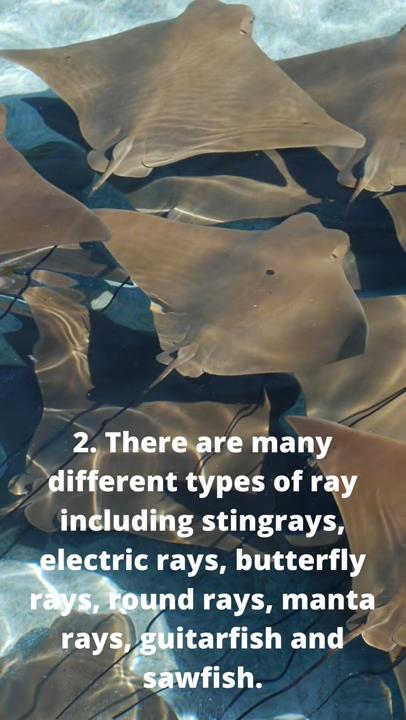 2. There are many
different types of ray
including stingrays,
electric rays, butterfly
rays, round rays, manta
rays, guitarfish and
sawfish.